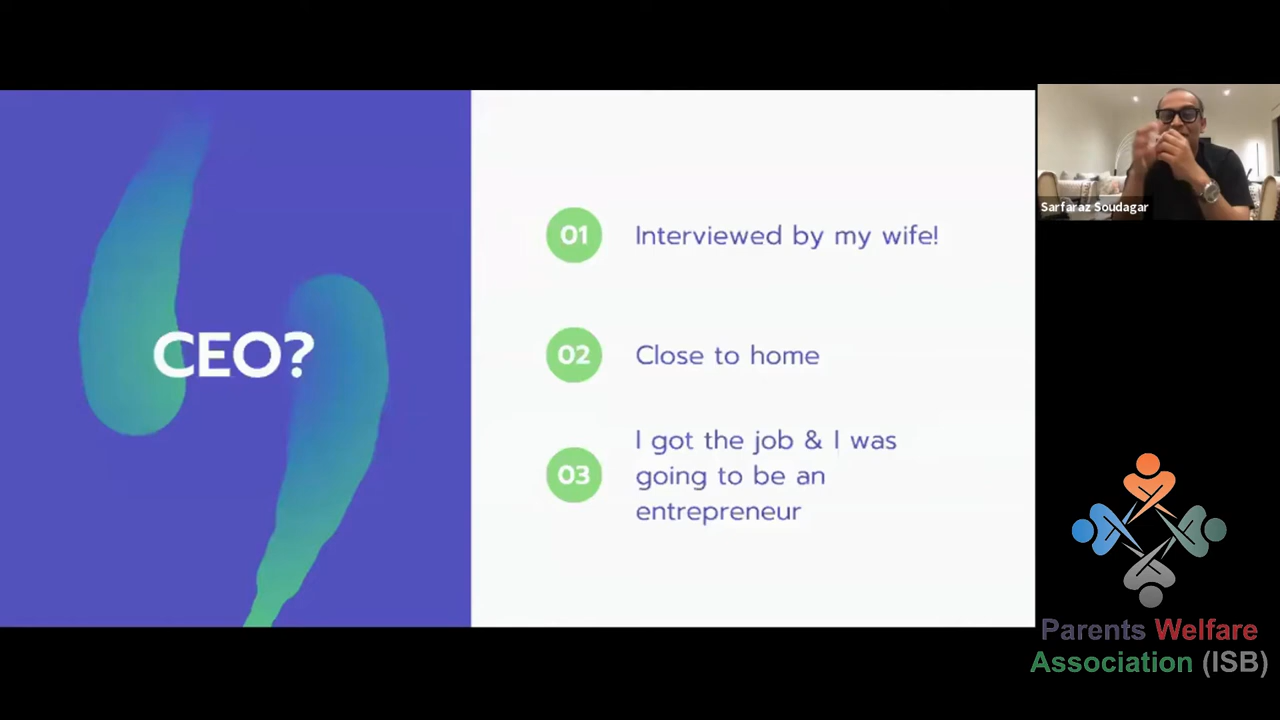 CEO?
01
Interviewed by my wife!
02
Close to home
03
I got the job & I was
going to be an
entrepreneur
Sarfaraz Soudagar
Parents Welfare
Association (ISB)